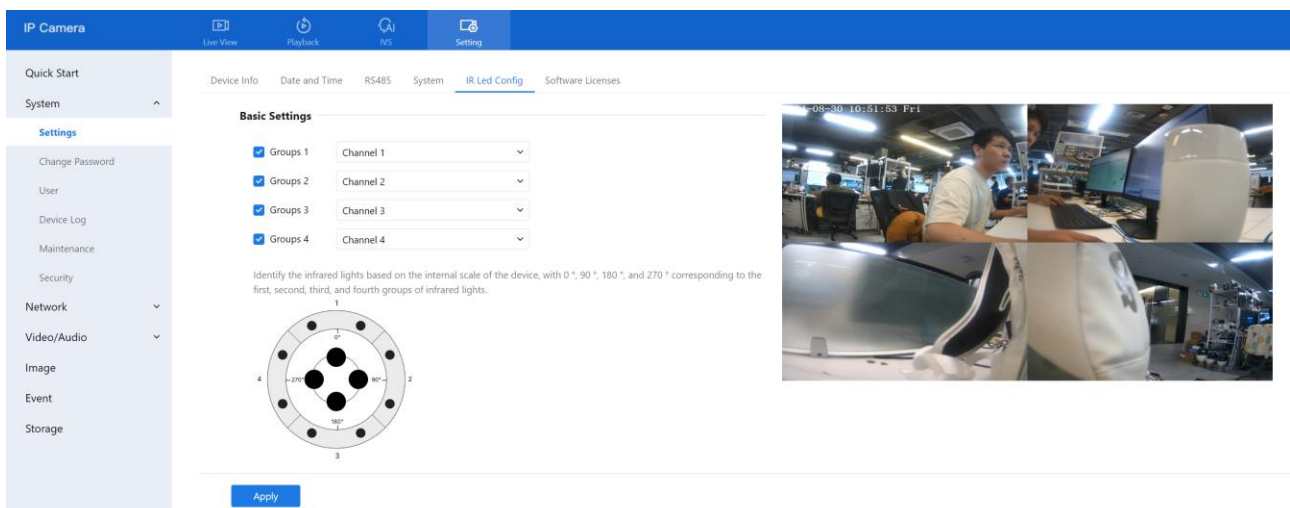 IP Camera
Live View
Playback
AI
IVS
Setting
Quick Start
System
Settings
Change Password
User
Device Log
Maintenance
Security
Network
Video/Audio
Image
Event
Storage
Device Info Date and Time RS485 System IR Led Config Software Licenses
Basic Settings
Groups 1 Channel 1
Groups 2 Channel 2
Groups 3 Channel 3
Groups 4 Channel 4
Identify the infrared lights based on the internal scale of the device, with 0 °, 90 °, 180 °, and 270 ° corresponding to the
first, second, third, and fourth groups of infrared lights.
1
0°
4 270° 90° 2
180°
3
Apply
-08-30 10:51:53 Fri